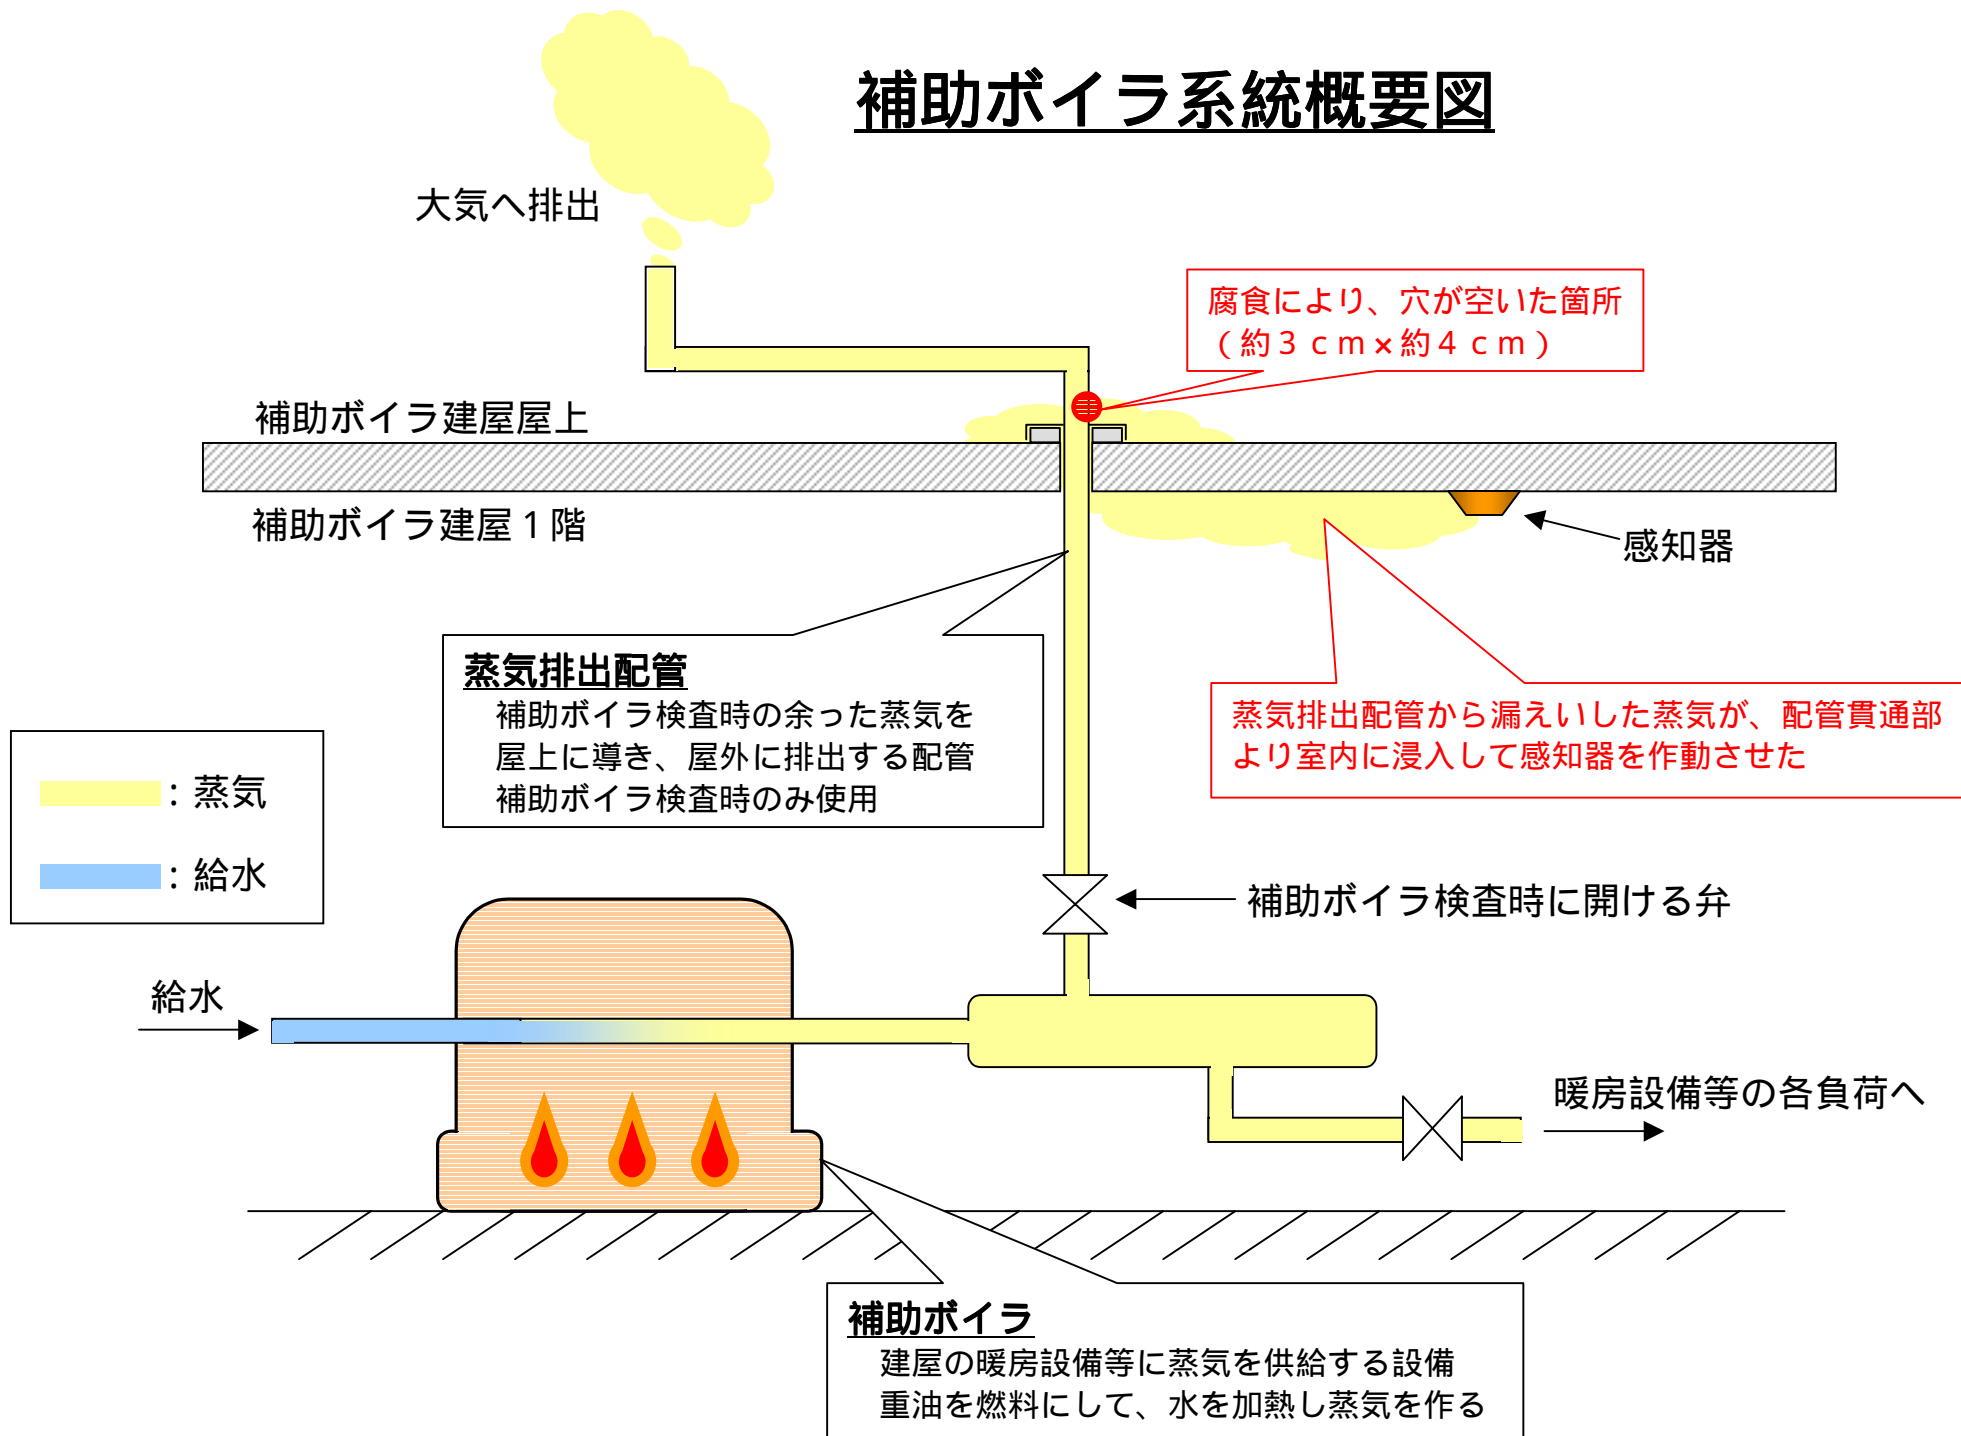 補助ボイラ系統概要図
大気へ排出
腐食により、穴が空いた箇所
（約３ｃｍ×約４ｃｍ）
補助ボイラ建屋屋上
補助ボイラ建屋１階
感知器
蒸気排出配管
補助ボイラ検査時の余った蒸気を
屋上に導き、屋外に排出する配管
補助ボイラ検査時のみ使用
蒸気排出配管から漏えいした蒸気が、配管貫通部
より室内に浸入して感知器を作動させた
：蒸気
：給水
補助ボイラ検査時に開ける弁
給水
暖房設備等の各負荷へ
補助ボイラ
建屋の暖房設備等に蒸気を供給する設備
重油を燃料にして、水を加熱し蒸気を作る